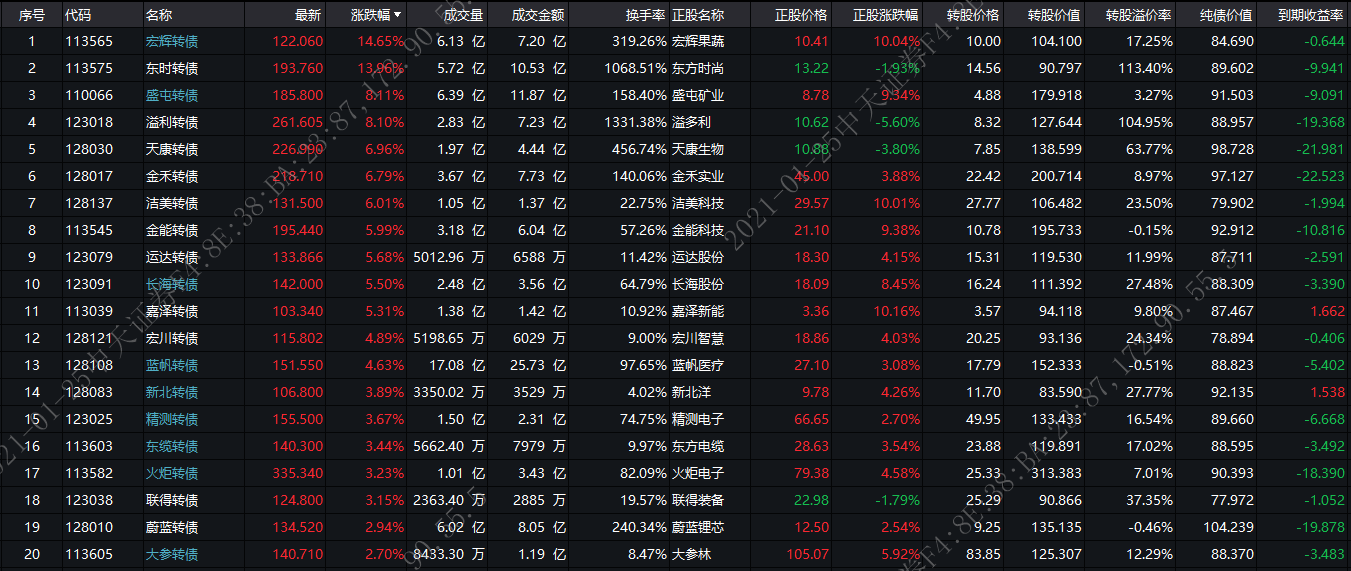 序号 代码 名称 最新 涨跌幅 成交量 成交金额 换手率 正股名称 正股价格 正股涨跌幅 转股价格 转股价值 转股溢价率 纯债价值 到期收益率
1 113565 宏辉转债 122.060 14.65% 6.13 亿 7.20 亿 319.26% 宏辉果蔬 10.41 10.04% 10.00 104.100 17.25% 84.690 -0.644
2 113575 东时转债 193.760 13.96% 5.72 亿 10.53 亿 1068.51% 东方时尚 13.22 -1.93% 14.56 90.797 113.40% 89.602 -9.941
3 110066 盛屯转债 185.800 8.11% 6.39 亿 11.87 亿 158.40% 盛屯矿业 8.78 9.34% 4.88 179.918 3.27% 91.503 -9.091
4 123018 溢利转债 261.605 8.10% 2.83 亿 7.23 亿 1331.38% 溢多利 10.62 -5.60% 8.32 127.644 104.95% 88.957 -19.368
5 128030 天康转债 226.990 6.96% 1.97 亿 4.44 亿 456.74% 天康生物 10.88 -3.80% 7.85 138.599 63.77% 98.728 -21.981
6 128017 金禾转债 218.710 6.79% 3.67 亿 7.73 亿 140.06% 金禾实业 45.00 3.88% 22.42 200.714 8.97% 97.127 -22.523
7 128137 洁美转债 131.500 6.01% 1.05 亿 1.37 亿 22.75% 洁美科技 29.57 10.01% 27.77 106.482 23.50% 79.902 -1.994
8 113545 金能转债 195.440 5.99% 3.18 亿 6.04 亿 57.26% 金能科技 21.10 9.38% 10.78 195.733 -0.15% 92.912 -10.816
9 123079 运达转债 133.866 5.68% 5012.96 万 6588 万 11.42% 运达股份 18.30 4.15% 15.31 119.530 11.99% 87.711 -2.591
10 123091 长海转债 142.000 5.50% 2.48 亿 3.56 亿 64.79% 长海股份 18.09 8.45% 16.24 111.392 27.48% 88.309 -3.390
11 113039 嘉泽转债 103.340 5.31% 1.38 亿 1.42 亿 10.92% 嘉泽新能 3.36 10.16% 3.57 94.118 9.80% 87.467 1.662
12 128121 宏川转债 115.802 4.89% 5198.65 万 6029 万 9.00% 宏川智慧 18.86 4.03% 20.25 93.136 24.34% 78.894 -0.406
13 128108 蓝帆转债 151.550 4.63% 17.08 亿 25.73 亿 97.65% 蓝帆医疗 27.10 3.08% 17.79 152.333 -0.51% 88.823 -5.402
14 128083 新北转债 106.800 3.89% 3350.02 万 3529 万 4.02% 新北洋 9.78 4.26% 11.70 83.590 27.77% 92.135 1.538
15 123025 精测转债 155.500 3.67% 1.50 亿 2.31 亿 74.75% 精测电子 66.65 2.70% 49.95 133.433 16.54% 89.660 -6.668
16 113603 东缆转债 140.300 3.44% 5662.40 万 7979 万 9.97% 东方电缆 28.63 3.54% 23.88 119.891 17.02% 88.595 -3.492
17 113582 火炬转债 335.340 3.23% 1.01 亿 3.43 亿 82.09% 火炬电子 79.38 4.58% 25.33 313.383 7.01% 90.393 -18.390
18 123038 联得转债 124.800 3.15% 2363.40 万 2885 万 19.57% 联得装备 22.98 -1.79% 25.29 90.866 37.35% 77.972 -1.052
19 128010 蔚蓝转债 134.520 2.94% 6.02 亿 8.05 亿 240.34% 蔚蓝锂芯 12.50 2.54% 9.25 135.135 -0.46% 104.239 -19.878
20 113605 大参转债 140.710 2.70% 8433.30 万 1.19 亿 8.47% 大参林 105.07 5.92% 83.85 125.307 12.29% 88.370 -3.483